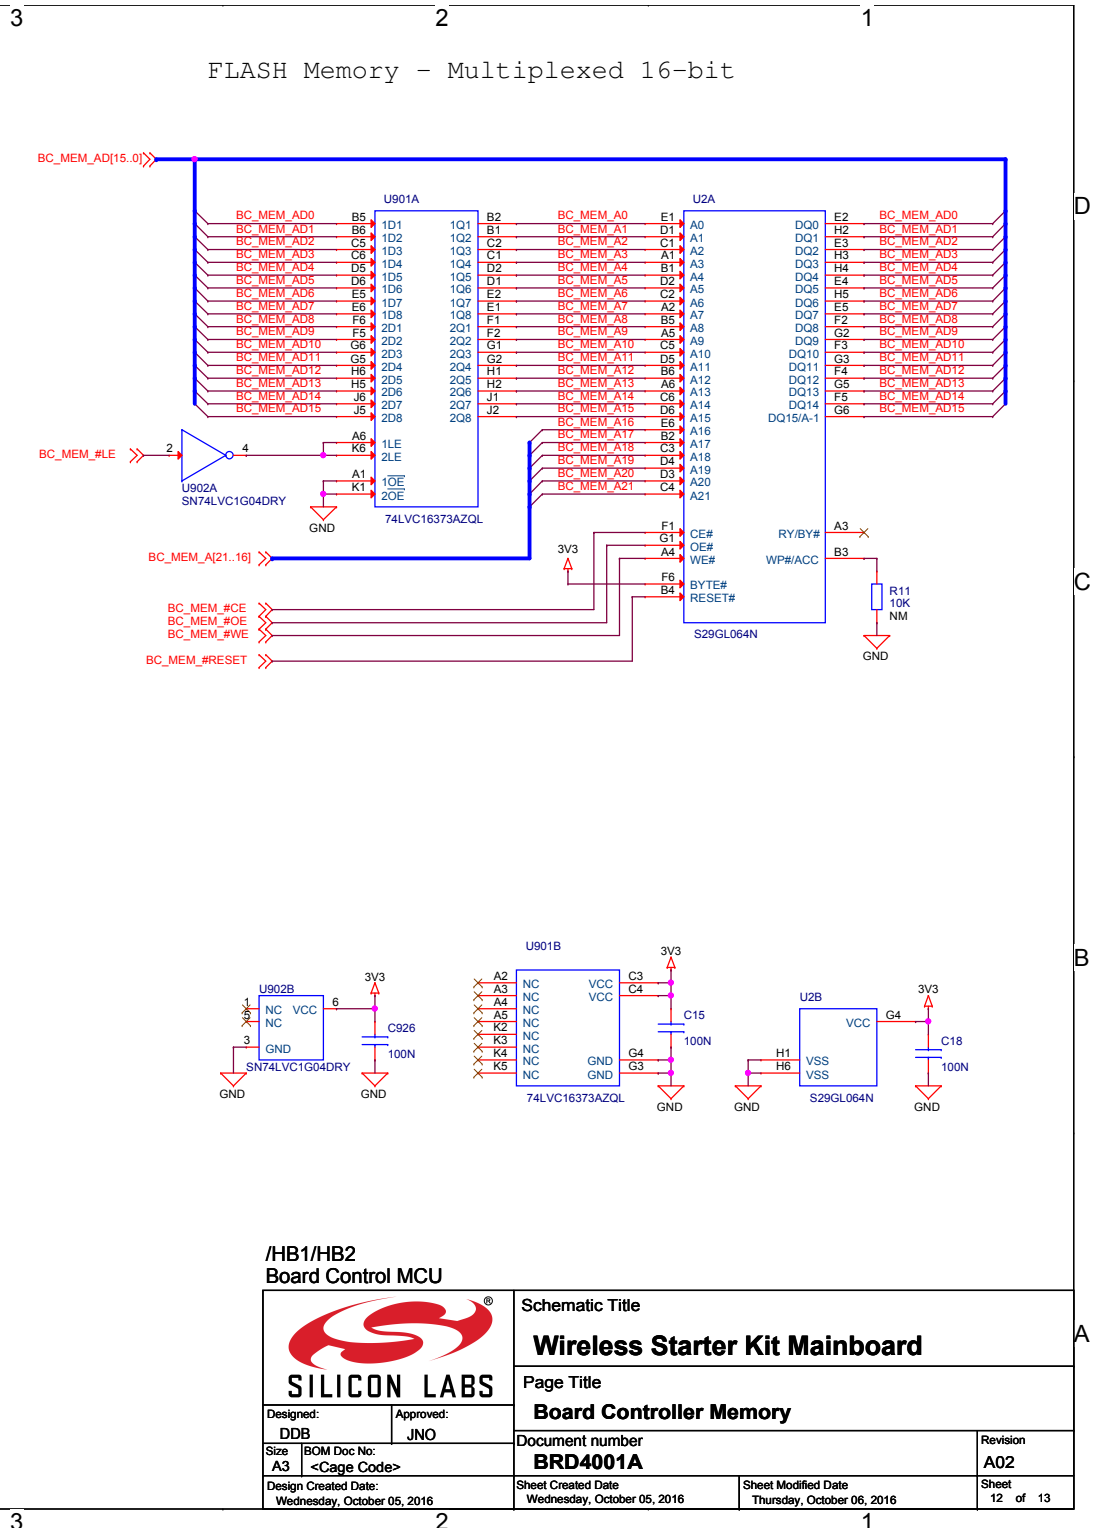 3 2 1
FLASH Memory - Multiplexed 16-bit
BC_MEM_AD[15..0]
D
U901A U2A
BC_MEM_AD0 B5 1D1 1Q1 B2 BC_MEM_A0 E1 A0 DQ0 E2 BC_MEM_AD0
BC_MEM_AD1 B6 1D2 1Q2 B1 BC_MEM_A1 D1 A1 DQ1 H2 BC_MEM_AD1
BC_MEM_AD2 C5 1D3 1Q3 C2 BC_MEM_A2 C1 A2 DQ2 E3 BC_MEM_AD2
BC_MEM_AD3 C6 1D4 1Q4 C1 BC_MEM_A3 A1 A3 DQ3 H3 BC_MEM_AD3
BC_MEM_AD4 D5 1D5 1Q5 D2 BC_MEM_A4 B1 A4 DQ4 H4 BC_MEM_AD4
BC_MEM_AD5 D6 1D6 1Q6 D1 BC_MEM_A5 D2 A5 DQ5 E4 BC_MEM_AD5
BC_MEM_AD6 E5 1D7 1Q7 E2 BC_MEM_A6 C2 A6 DQ6 H5 BC_MEM_AD6
BC_MEM_AD7 E6 1D8 1Q8 E1 BC_MEM_A7 A2 A7 DQ7 E5 BC_MEM_AD7
BC_MEM_AD8 F6 2D1 2Q1 F1 BC_MEM_A8 B5 A8 DQ8 F2 BC_MEM_AD8
BC_MEM_AD9 F5 2D2 2Q2 F2 BC_MEM_A9 A5 A9 DQ9 G2 BC_MEM_AD9
BC_MEM_AD10 G6 2D3 2Q3 G1 BC_MEM_A10 C5 A10 DQ10 F3 BC_MEM_AD10
BC_MEM_AD11 G5 2D4 2Q4 G2 BC_MEM_A11 D5 A11 DQ11 G3 BC_MEM_AD11
BC_MEM_AD12 H6 2D5 2Q5 H1 BC_MEM_A12 B6 A12 DQ12 F4 BC_MEM_AD12
BC_MEM_AD13 H5 2D6 2Q6 H2 BC_MEM_A13 A6 A13 DQ13 G5 BC_MEM_AD13
BC_MEM_AD14 J6 2D7 2Q7 J1 BC_MEM_A14 C6 A14 DQ14 F5 BC_MEM_AD14
BC_MEM_AD15 J5 2D8 2Q8 J2 BC_MEM_A15 D6 A15 DQ15/A-1 G6 BC_MEM_AD15
BC_MEM_A16 E6 A16
A6 1LE BC_MEM_A17 B2 A17
BC_MEM_#LE 2 4 K6 2LE BC_MEM_A18 C3 A18
BC_MEM_A19 D4 A19
A1 1OE BC_MEM_A20 D3 A20
U902A K1 2OE BC_MEM_A21 C4 A21
SN74LVC1G04DRY
GND 74LVC16373AZQL
F1 CE# RY/BY# A3
G1 OE#
BC_MEM_A[21..16] 3V3 A4 WE# WP#/ACC B3
C
F6 BYTE#
B4 RESET# R11
10K
NM
BC_MEM_#CE
BC_MEM_#OE
BC_MEM_#WE S29GL064N
BC_MEM_#RESET GND
U901B
3V3
B
A2 NC VCC C3
A3 NC VCC C4
A4 NC
A5 NC
K2 NC
K3 NC
K4 NC GND G4
K5 NC GND G3
C15
100N
74LVC16373AZQL GND
U902B 3V3
1 NC VCC 6
5 NC
3 GND
C926
100N
SN74LVC1G04DRY
GND GND
U2B 3V3
VCC G4
H1 VSS
H6 VSS
C18
100N
S29GL064N
GND GND
/HB1/HB2
Board Control MCU
®
SILICON LABS
Schematic Title
Wireless Starter Kit Mainboard
A
Page Title
Board Controller Memory
Designed: Approved:
DDB JNO
Size BOM Doc No:
A3 <Cage Code>
Document number Revision
BRD4001A A02
Design Created Date: Sheet Created Date Sheet Modified Date Sheet
Wednesday, October 05, 2016 Wednesday, October 05, 2016 Thursday, October 06, 2016 12 of 13
3 2 1